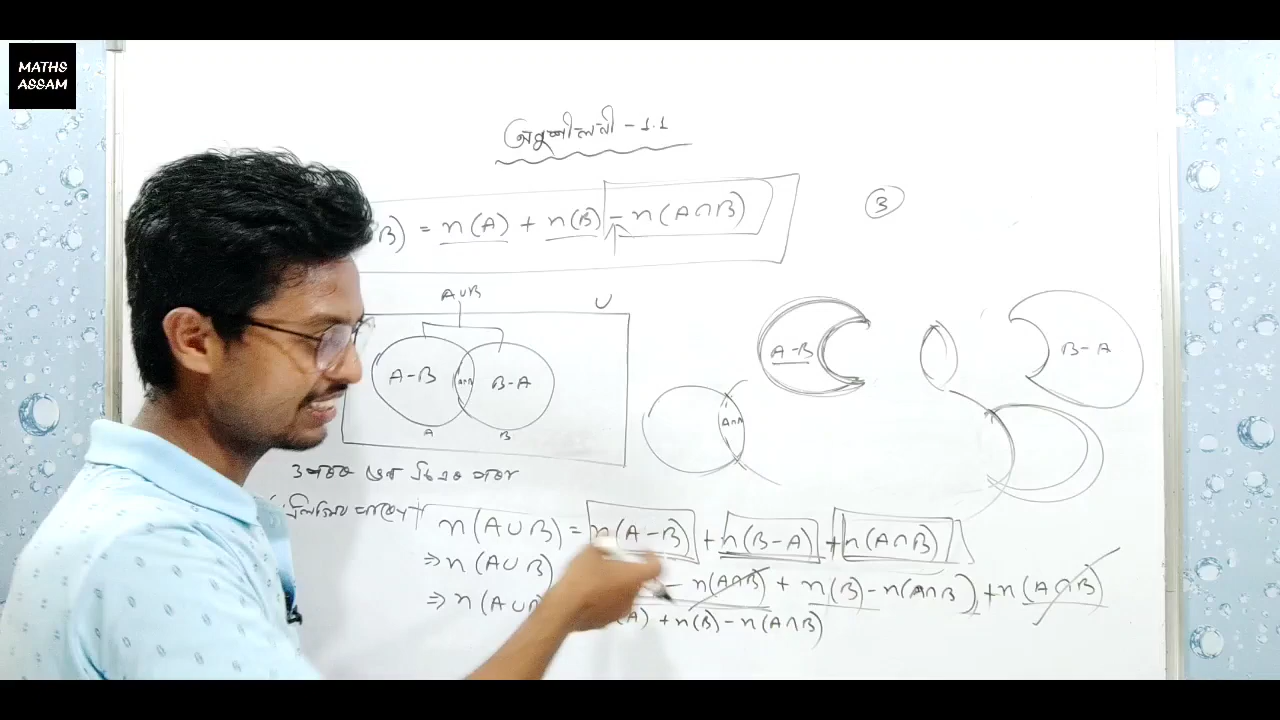 MATHS
ASSAM
অনুশীলনী - 1.1
B) = n(A) + n(B) - n(A∩B)
3
A∪B
U
A-B
A∩B
B-A
A
B
A-B
B-A
A∩B
n(A∪B) = n(A-B) + n(B-A) + n(A∩B)
⇒ n(A∪B) - n(A∩B) + n(B) - n(A∩B) + n(A∩B)
⇒ n(A∪ (A) + n(B) - n(A∩B)